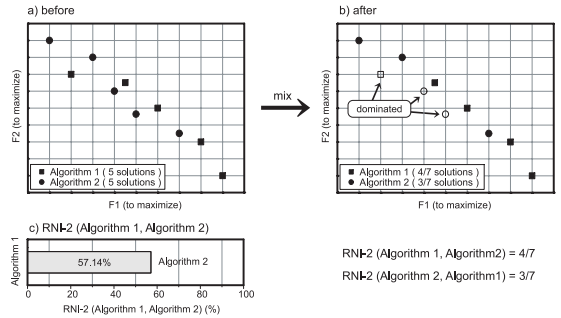 a) before
F2 (to maximize)
Algorithm 1 ( 5 solutions )
Algorithm 2 ( 5 solutions )
F1 (to maximize)
mix
b) after
F2 (to maximize)
dominated
Algorithm 1 ( 4/7 solutions )
Algorithm 2 ( 3/7 solutions )
F1 (to maximize)
c) RNI-2 (Algorithm 1, Algorithm 2)
Algorithm 1
57.14%
Algorithm 2
0 20 40 60 80 100
RNI-2 (Algorithm 1, Algorithm 2) (%)
RNI-2 (Algorithm 1, Algorithm2) = 4/7
RNI-2 (Algorithm 2, Algorithm1) = 3/7